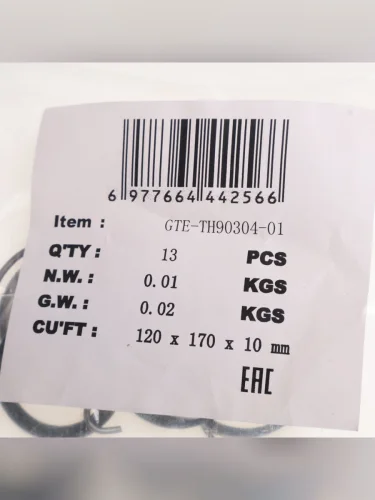 6 977664 442566
Item : GTE-TH90304-01
Q'TY : 13 PCS
N.W. : 0.01 KGS
G.W. : 0.02 KGS
CU'FT : 120 x 170 x 10 mm
EAC